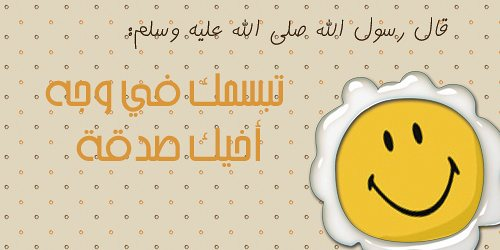 قال رسول الله صلى الله عليه وسلم:
تبسمك في وجه
أخيك صدقة